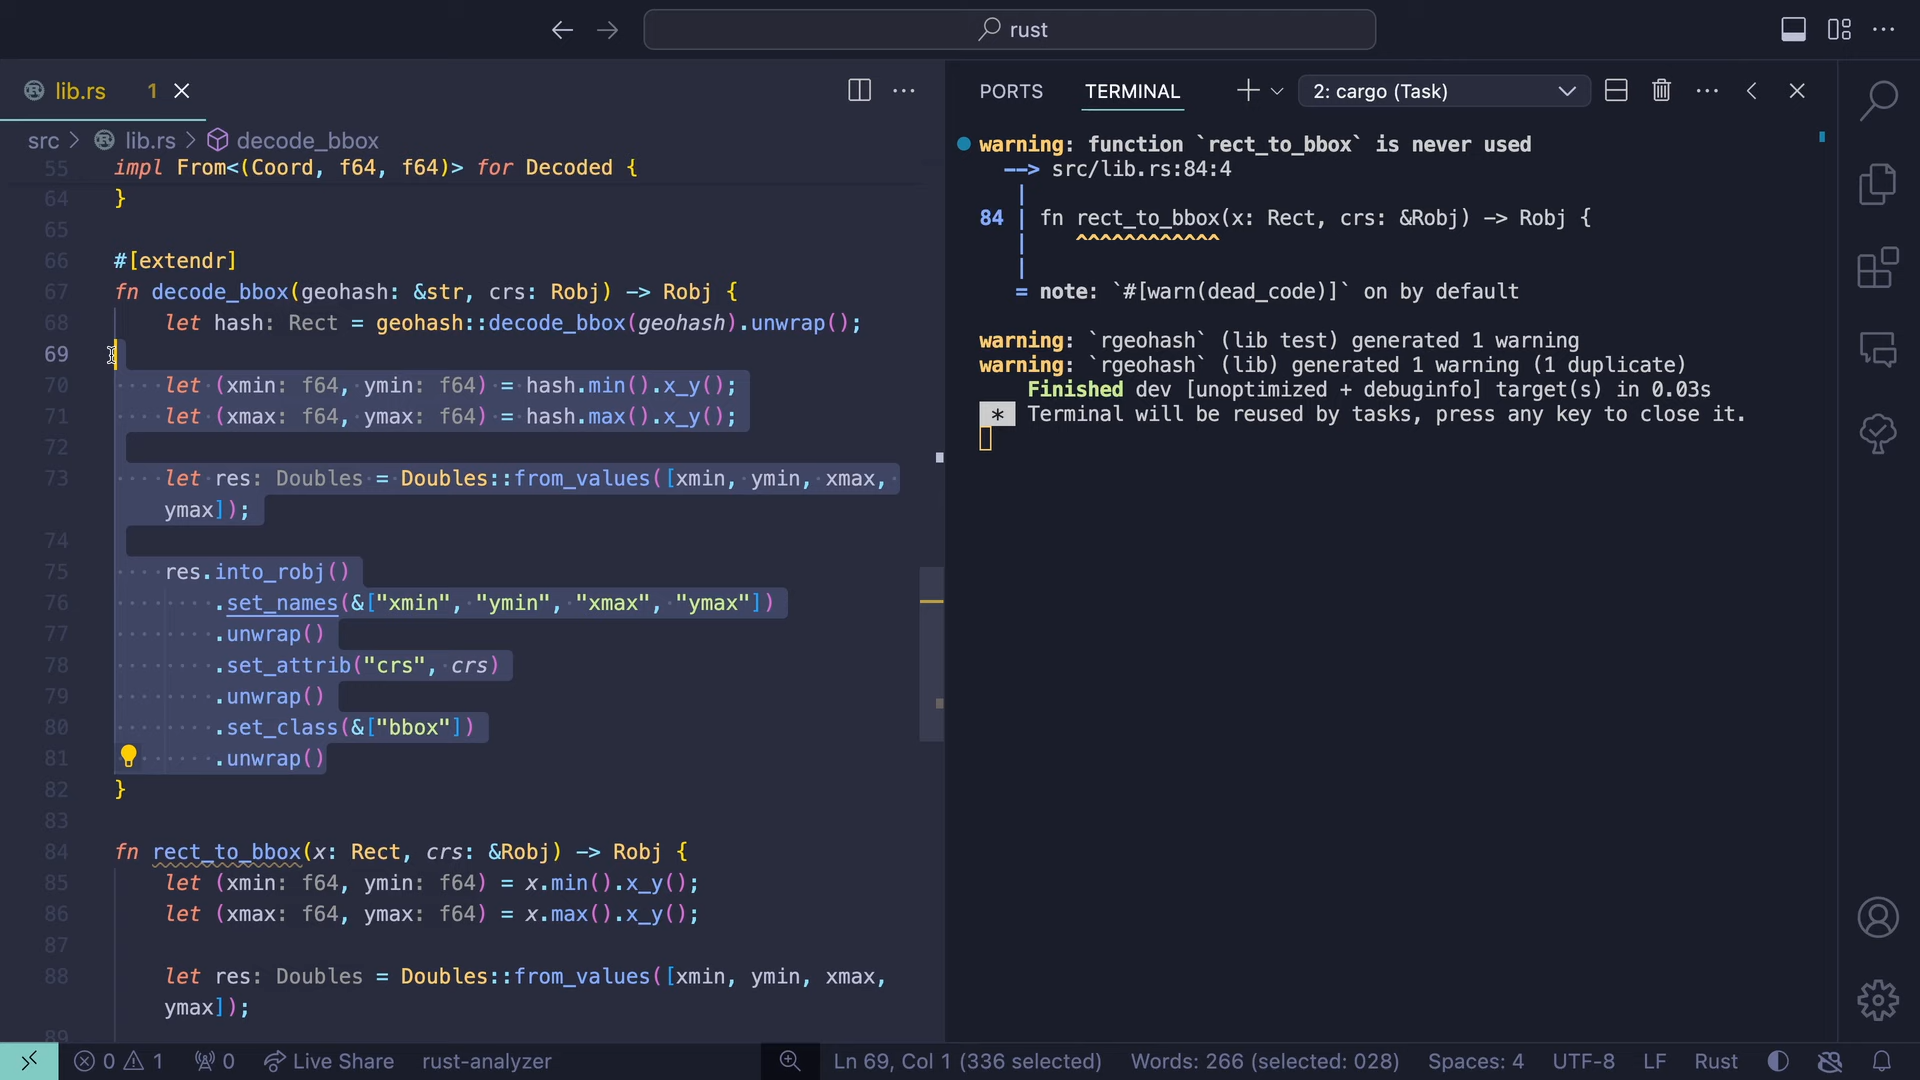 rust
lib.rs 1
src > lib.rs > decode_bbox
55 impl From<(Coord, f64, f64)> for Decoded {
64 }
65
66 #[extendr]
67 fn decode_bbox(geohash: &str, crs: Robj) -> Robj {
68 let hash: Rect = geohash::decode_bbox(geohash).unwrap();
69
70 let (xmin: f64, ymin: f64) = hash.min().x_y();
71 let (xmax: f64, ymax: f64) = hash.max().x_y();
72
73 let res: Doubles = Doubles::from_values([xmin, ymin, xmax,
ymax]);
74
75 res.into_robj()
76 .set_names(&["xmin", "ymin", "xmax", "ymax"])
77 .unwrap()
78 .set_attrib("crs", crs)
79 .unwrap()
80 .set_class(&["bbox"])
81 .unwrap()
82 }
83
84 fn rect_to_bbox(x: Rect, crs: &Robj) -> Robj {
85 let (xmin: f64, ymin: f64) = x.min().x_y();
86 let (xmax: f64, ymax: f64) = x.max().x_y();
87
88 let res: Doubles = Doubles::from_values([xmin, ymin, xmax,
ymax]);
89
PORTS TERMINAL 2: cargo (Task)
warning: function `rect_to_bbox` is never used
--> src/lib.rs:84:4
|
84 | fn rect_to_bbox(x: Rect, crs: &Robj) -> Robj {
| ^^^^^^^^^^^^
|
= note: `#[warn(dead_code)]` on by default
warning: `rgeohash` (lib test) generated 1 warning
warning: `rgeohash` (lib) generated 1 warning (1 duplicate)
Finished dev [unoptimized + debuginfo] target(s) in 0.03s
* Terminal will be reused by tasks, press any key to close it.
0 1 0 Live Share rust-analyzer Ln 69, Col 1 (336 selected) Words: 266 (selected: 028) Spaces: 4 UTF-8 LF Rust